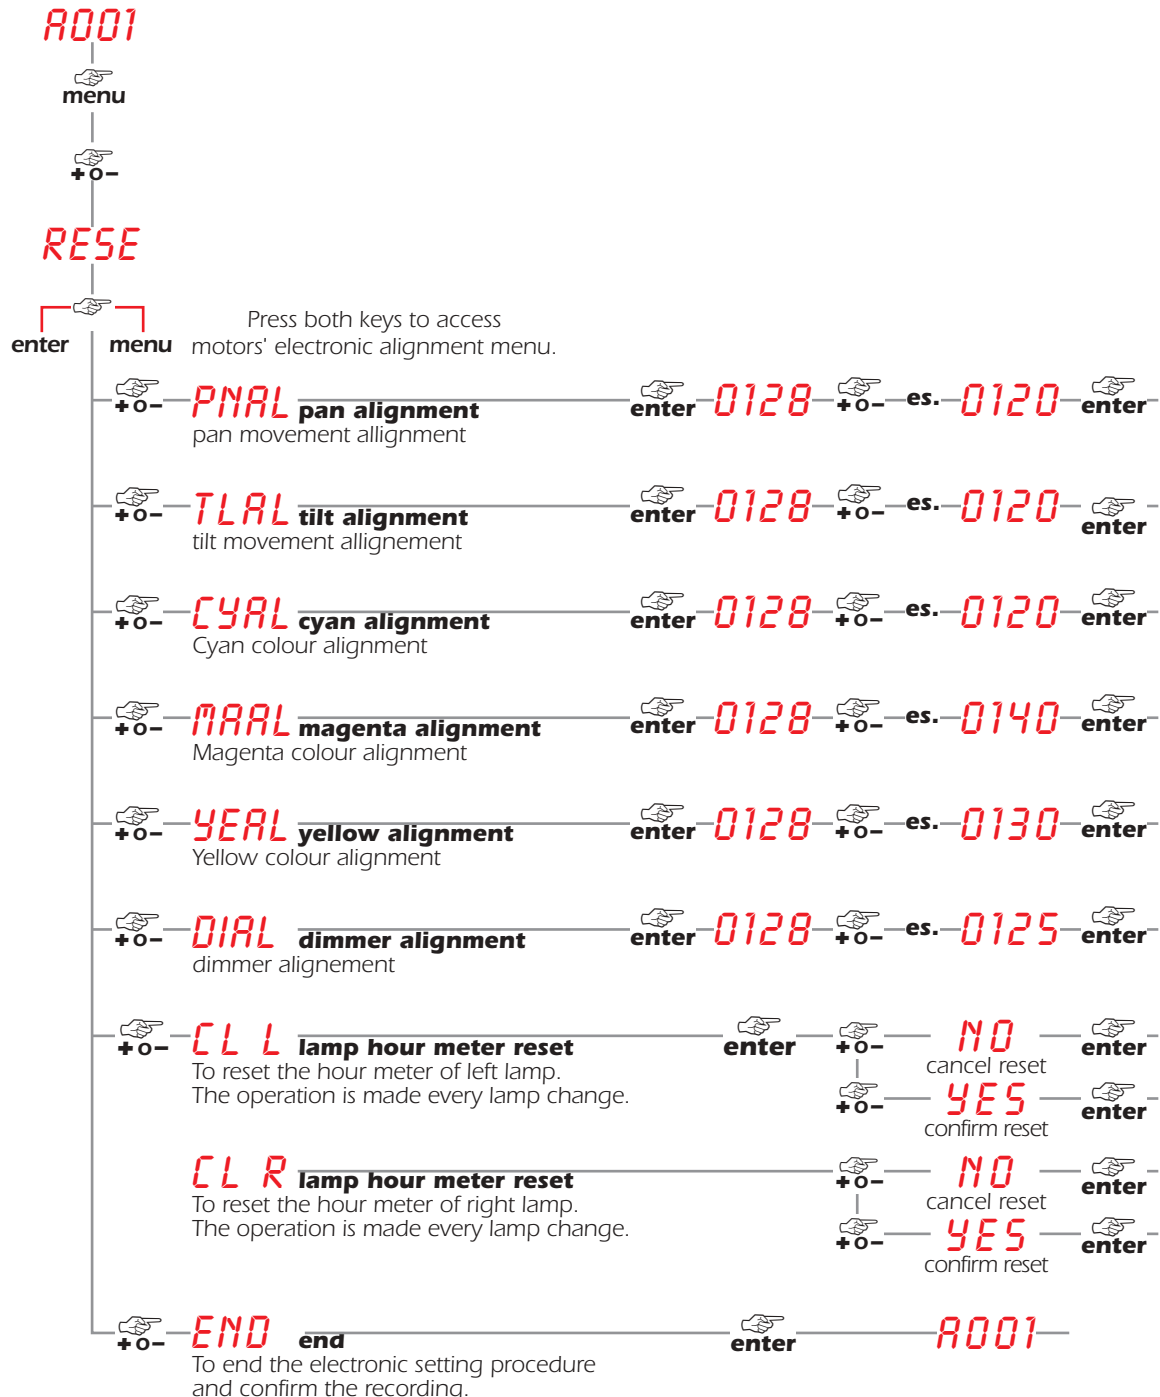 A001
menu
+o-
RESE
enter menu
Press both keys to access
motors' electronic alignment menu.
+o- PNAL pan alignment enter 0128 +o- es. 0120 enter
pan movement allignment
+o- TLAL tilt alignment enter 0128 +o- es. 0120 enter
tilt movement allignement
+o- CYAL cyan alignment enter 0128 +o- es. 0120 enter
Cyan colour alignment
+o- MAAL magenta alignment enter 0128 +o- es. 0140 enter
Magenta colour alignment
+o- YEAL yellow alignment enter 0128 +o- es. 0130 enter
Yellow colour alignment
+o- DIAL dimmer alignment enter 0128 +o- es. 0125 enter
dimmer alignement
+o- CL L lamp hour meter reset enter +o- NO enter
cancel reset
To reset the hour meter of left lamp.
The operation is made every lamp change.
+o- YES enter
confirm reset
CL R lamp hour meter reset +o- NO enter
cancel reset
To reset the hour meter of right lamp.
The operation is made every lamp change.
+o- YES enter
confirm reset
+o- END end enter A001
To end the electronic setting procedure
and confirm the recording.